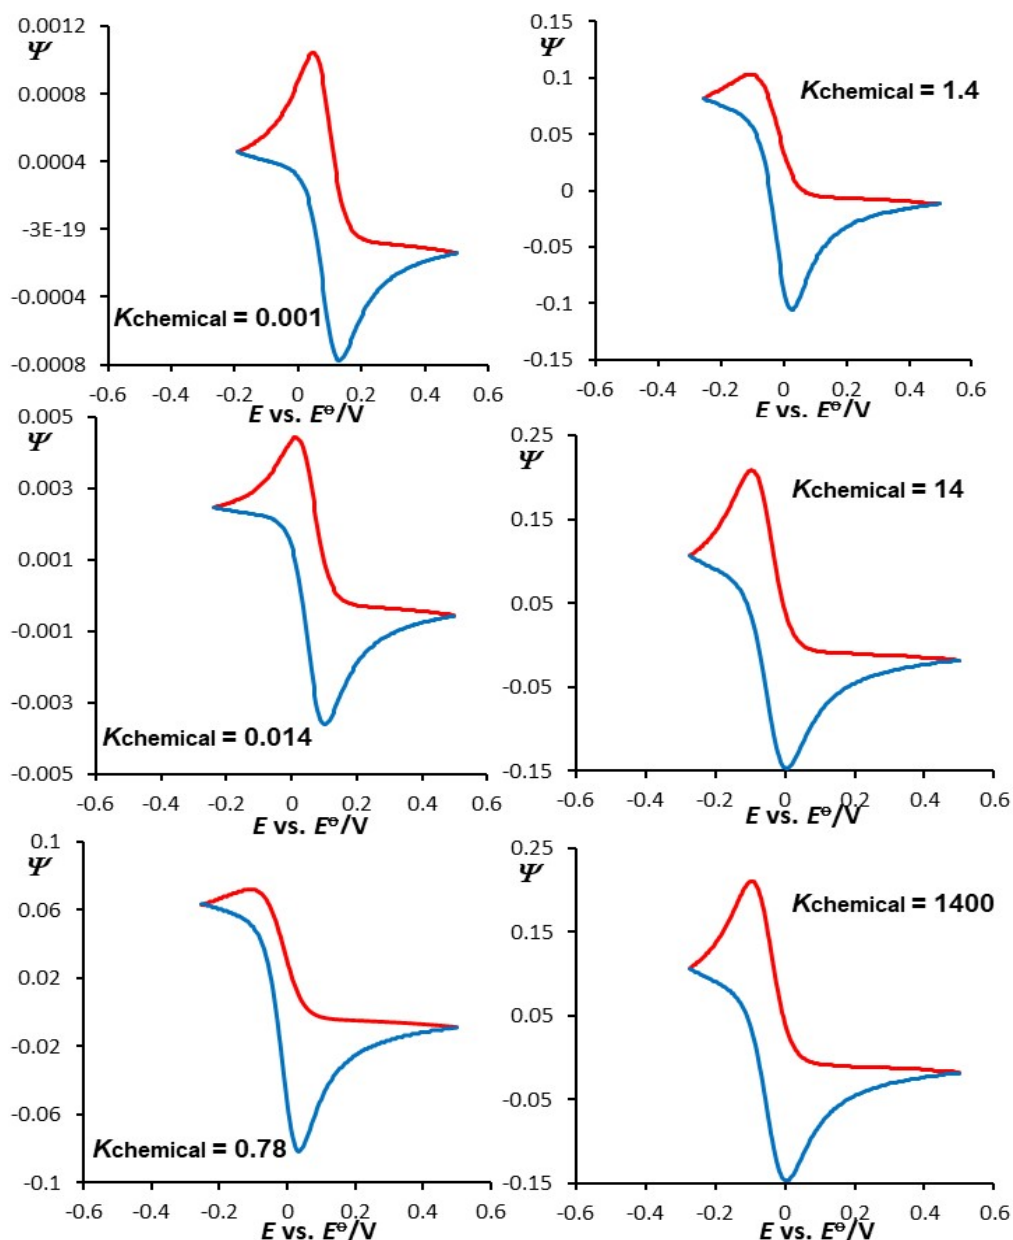 0.0012
Ψ
0.0008
0.0004
-3E-19
-0.0004
-0.0008
Kchemical = 0.001
-0.6 -0.4 -0.2 0 0.2 0.4 0.6
E vs. E⊖/V
0.15
Ψ
0.1
0.05
0
-0.05
-0.1
-0.15
Kchemical = 1.4
-0.6 -0.4 -0.2 0 0.2 0.4 0.6
E vs. E⊖/V
0.005
Ψ
0.003
0.001
-0.001
-0.003
-0.005
Kchemical = 0.014
-0.6 -0.4 -0.2 0 0.2 0.4 0.6
E vs. E⊖/V
0.25
Ψ
0.15
0.05
-0.05
-0.15
Kchemical = 14
-0.6 -0.4 -0.2 0 0.2 0.4 0.6
E vs. E⊖/V
0.1
Ψ
0.06
0.02
-0.02
-0.06
-0.1
Kchemical = 0.78
-0.6 -0.4 -0.2 0 0.2 0.4 0.6
E vs. E⊖/V
0.25
Ψ
0.15
0.05
-0.05
-0.15
Kchemical = 1400
-0.6 -0.4 -0.2 0 0.2 0.4 0.6
E vs. E⊖/V